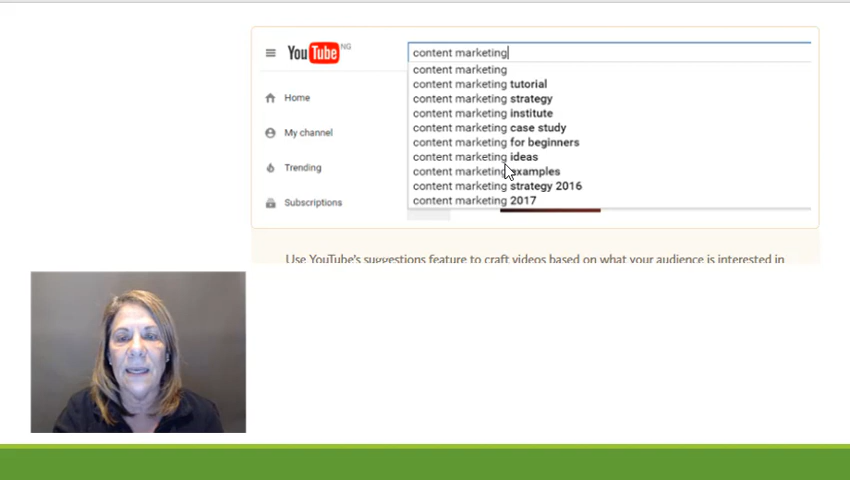 YouTube NG
content marketing
content marketing
content marketing tutorial
content marketing strategy
content marketing institute
content marketing case study
content marketing for beginners
content marketing ideas
content marketing examples
content marketing strategy 2016
content marketing 2017
Home
My channel
Trending
Subscriptions
Use YouTube's suggestions feature to craft videos based on what your audience is interested in